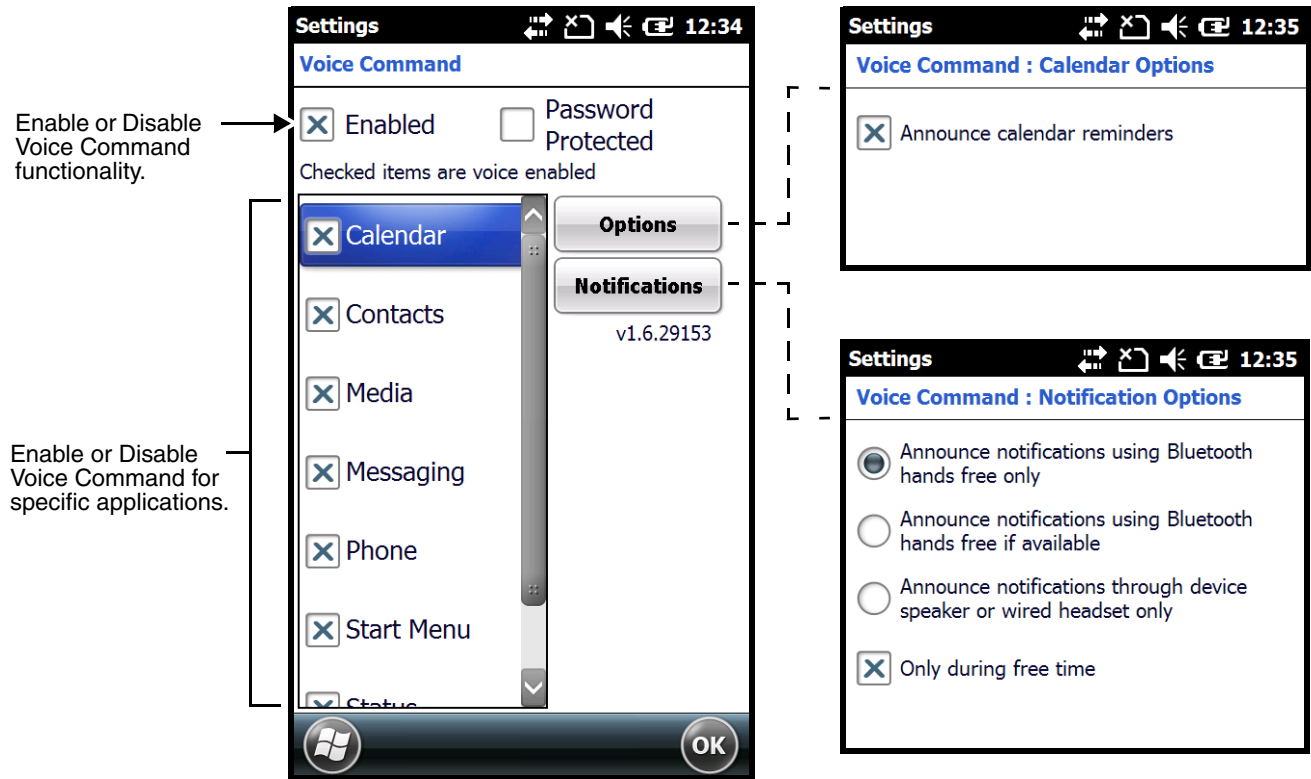 Enable or Disable
Voice Command
functionality.
Enable or Disable
Voice Command for
specific applications.
Settings 12:34
Voice Command
Enabled
Password
Protected
Checked items are voice enabled
Calendar
Contacts
Media
Messaging
Phone
Start Menu
Status
Options
Notifications
v1.6.29153
OK
Settings 12:35
Voice Command : Calendar Options
Announce calendar reminders
Settings 12:35
Voice Command : Notification Options
Announce notifications using Bluetooth
hands free only
Announce notifications using Bluetooth
hands free if available
Announce notifications through device
speaker or wired headset only
Only during free time